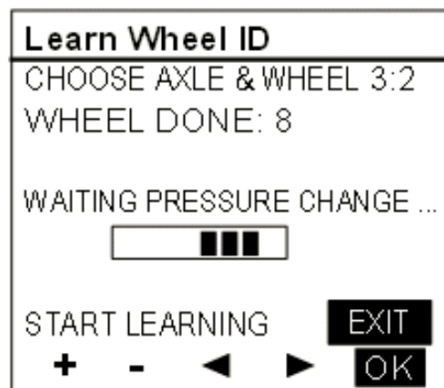 Learn Wheel ID
CHOOSE AXLE & WHEEL 3:2
WHEEL DONE: 8
WAITING PRESSURE CHANGE ...
START LEARNING EXIT
+ - ◀ ▶ OK